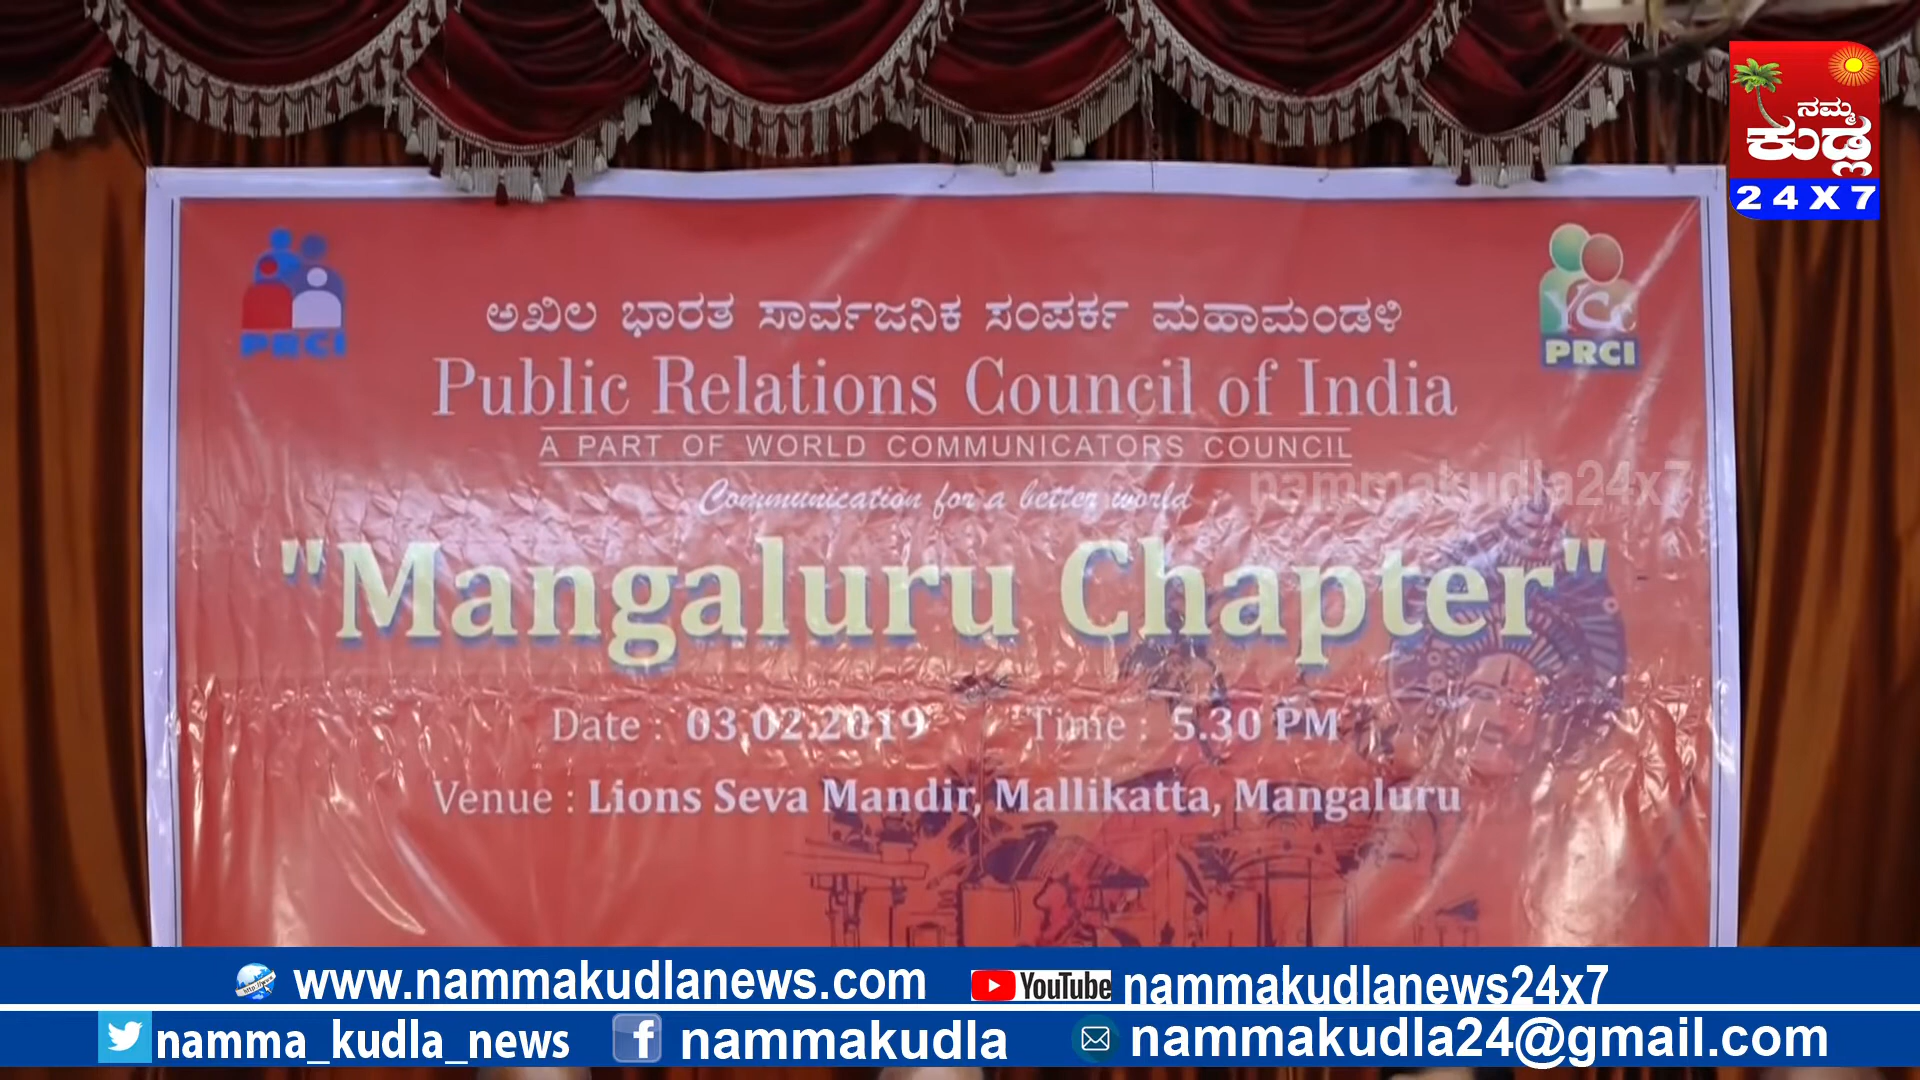 ನಮ್ಮ
ಕುಡ್ಲ
24X7
PRCI
YCC
PRCI
ಅಖಿಲ ಭಾರತ ಸಾರ್ವಜನಿಕ ಸಂಪರ್ಕ ಮಹಾಮಂಡಳಿ
Public Relations Council of India
A PART OF WORLD COMMUNICATORS COUNCIL
nammakudla24x7
Communication for a better world
"Mangaluru Chapter"
Date : 03.02.2019 Time : 5.30 PM
Venue : Lions Seva Mandir, Mallikatta, Mangaluru
www.nammakudlanews.com YouTube nammakudlanews24x7
namma_kudla_news f nammakudla nammakudla24@gmail.com